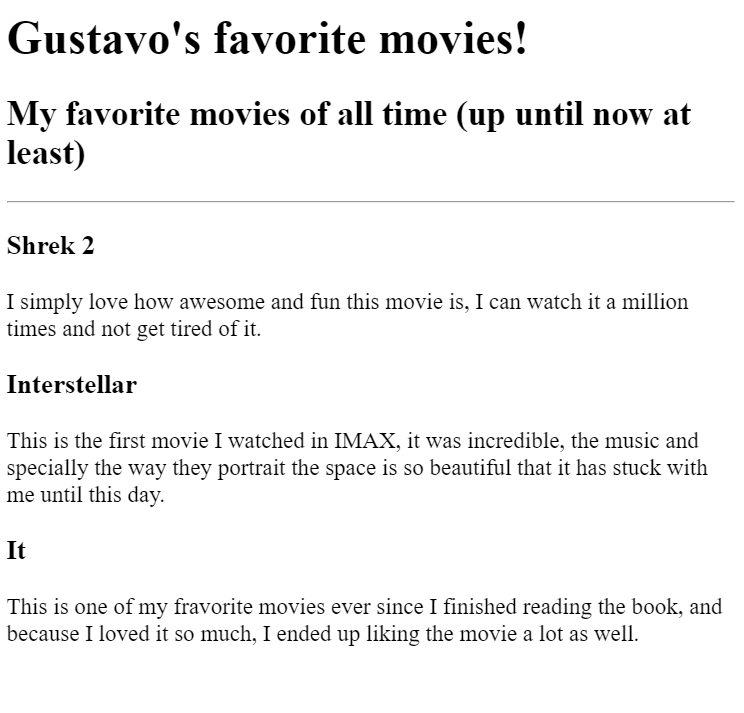 Gustavo's favorite movies!
My favorite movies of all time (up until now at
least)
Shrek 2
I simply love how awesome and fun this movie is, I can watch it a million
times and not get tired of it.
Interstellar
This is the first movie I watched in IMAX, it was incredible, the music and
specially the way they portrait the space is so beautiful that it has stuck with
me until this day.
It
This is one of my fravorite movies ever since I finished reading the book, and
because I loved it so much, I ended up liking the movie a lot as well.